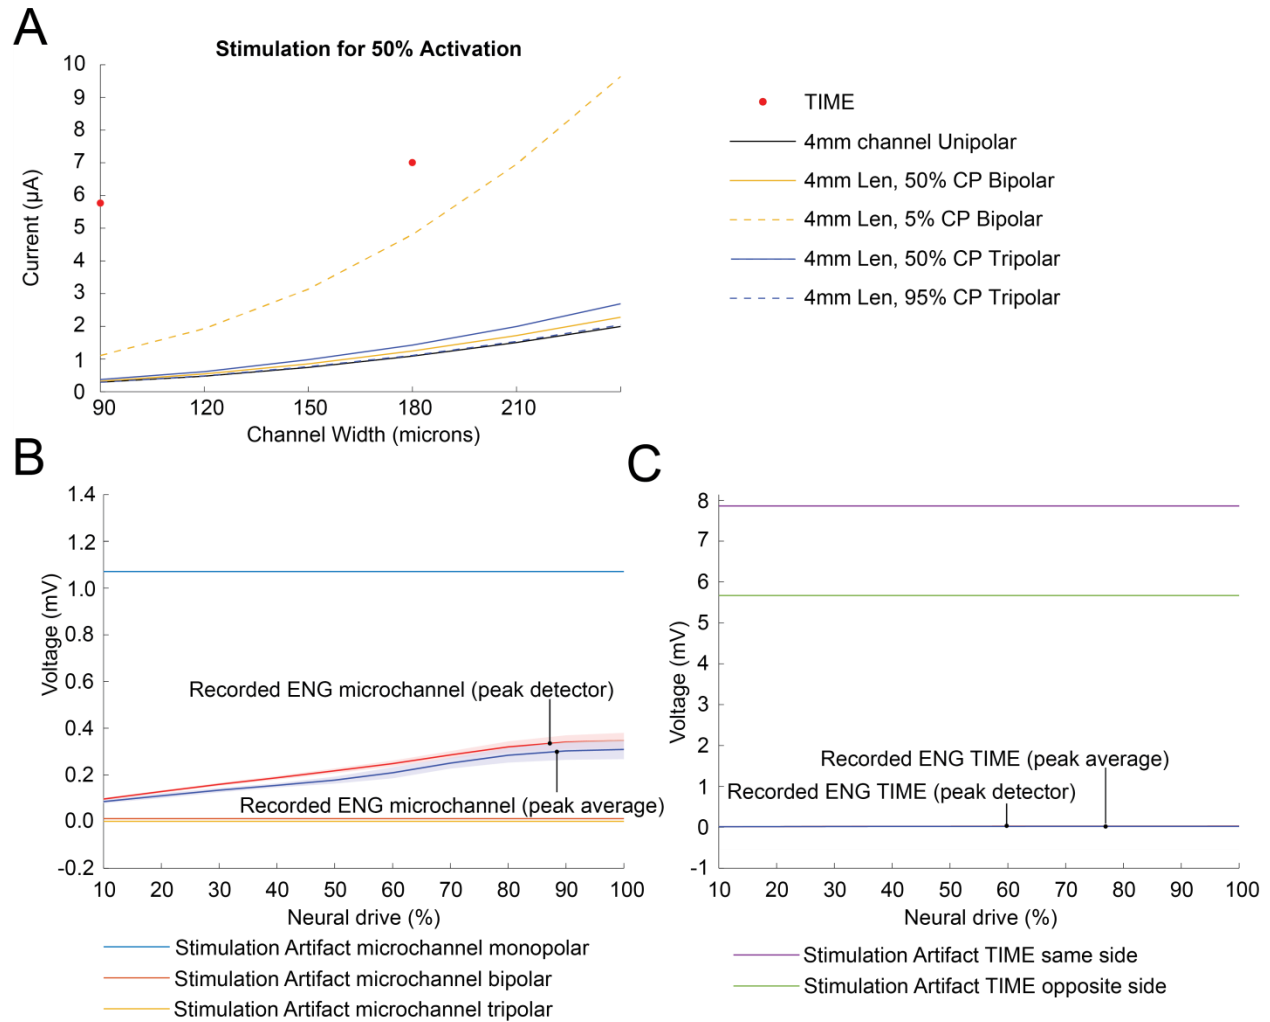 A
Stimulation for 50% Activation
10
9
8
7
6
5
4
3
2
1
0
Current (µA)
90 120 150 180 210
Channel Width (microns)
TIME
4mm channel Unipolar
4mm Len, 50% CP Bipolar
4mm Len, 5% CP Bipolar
4mm Len, 50% CP Tripolar
4mm Len, 95% CP Tripolar
B
1.4
1.2
1.0
0.8
0.6
0.4
0.2
0.0
-0.2
Voltage (mV)
Recorded ENG microchannel (peak detector)
Recorded ENG microchannel (peak average)
10 20 30 40 50 60 70 80 90 100
Neural drive (%)
Stimulation Artifact microchannel monopolar
Stimulation Artifact microchannel bipolar
Stimulation Artifact microchannel tripolar
C
8
7
6
5
4
3
2
1
0
-1
Voltage (mV)
Recorded ENG TIME (peak average)
Recorded ENG TIME (peak detector)
10 20 30 40 50 60 70 80 90 100
Neural drive (%)
Stimulation Artifact TIME same side
Stimulation Artifact TIME opposite side